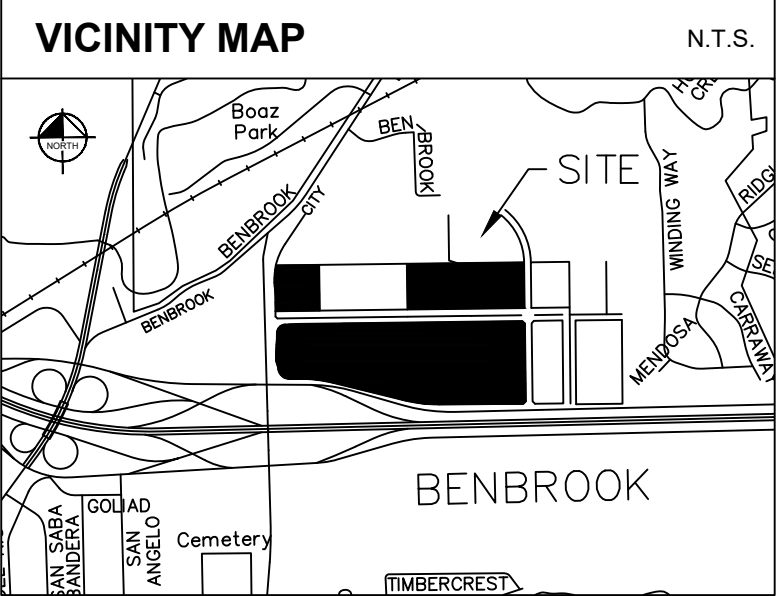 VICINITY MAP
N.T.S.
Boaz
Park
NORTH
BEN
BROOK
SITE
BENBROOK
CITY
WINDING WAY
BENBROOK
MENDOSA
CARRAWAY
BENBROOK
GOLIAD
SAN SABA
BANDERA
SAN
ANGELO
Cemetery
TIMBERCREST